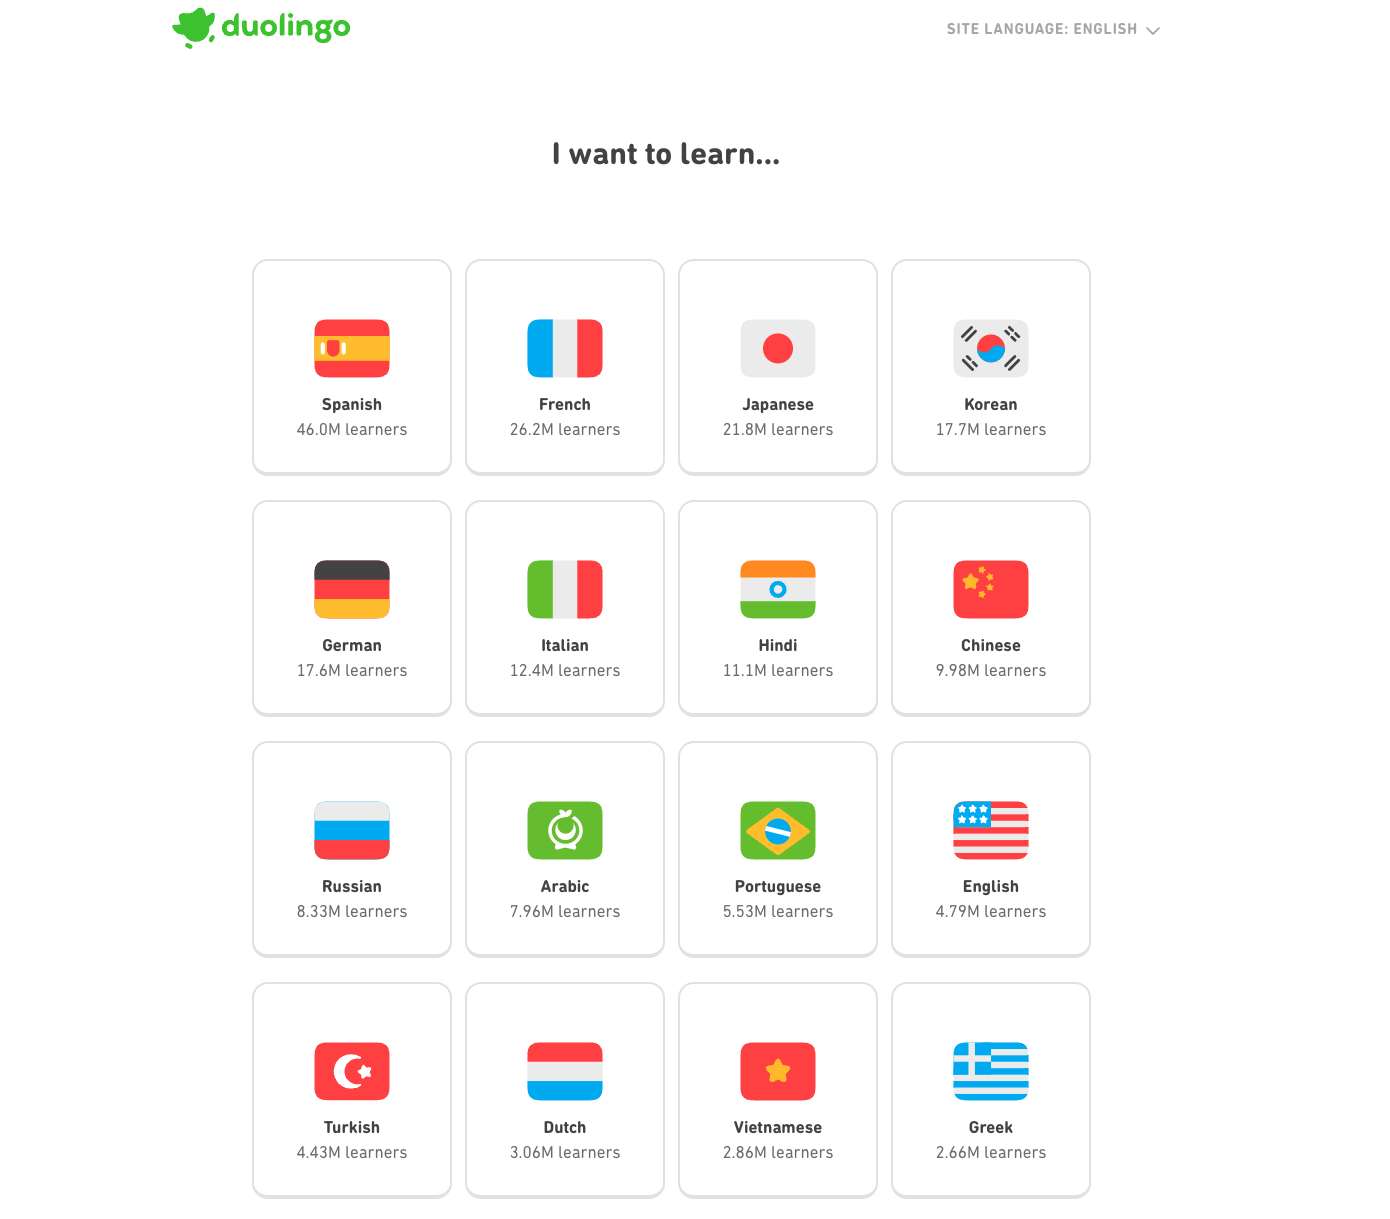 duolingo
SITE LANGUAGE: ENGLISH
I want to learn...
Spanish
46.0M learners
French
26.2M learners
Japanese
21.8M learners
Korean
17.7M learners
German
17.6M learners
Italian
12.4M learners
Hindi
11.1M learners
Chinese
9.98M learners
Russian
8.33M learners
Arabic
7.96M learners
Portuguese
5.53M learners
English
4.79M learners
Turkish
4.43M learners
Dutch
3.06M learners
Vietnamese
2.86M learners
Greek
2.66M learners